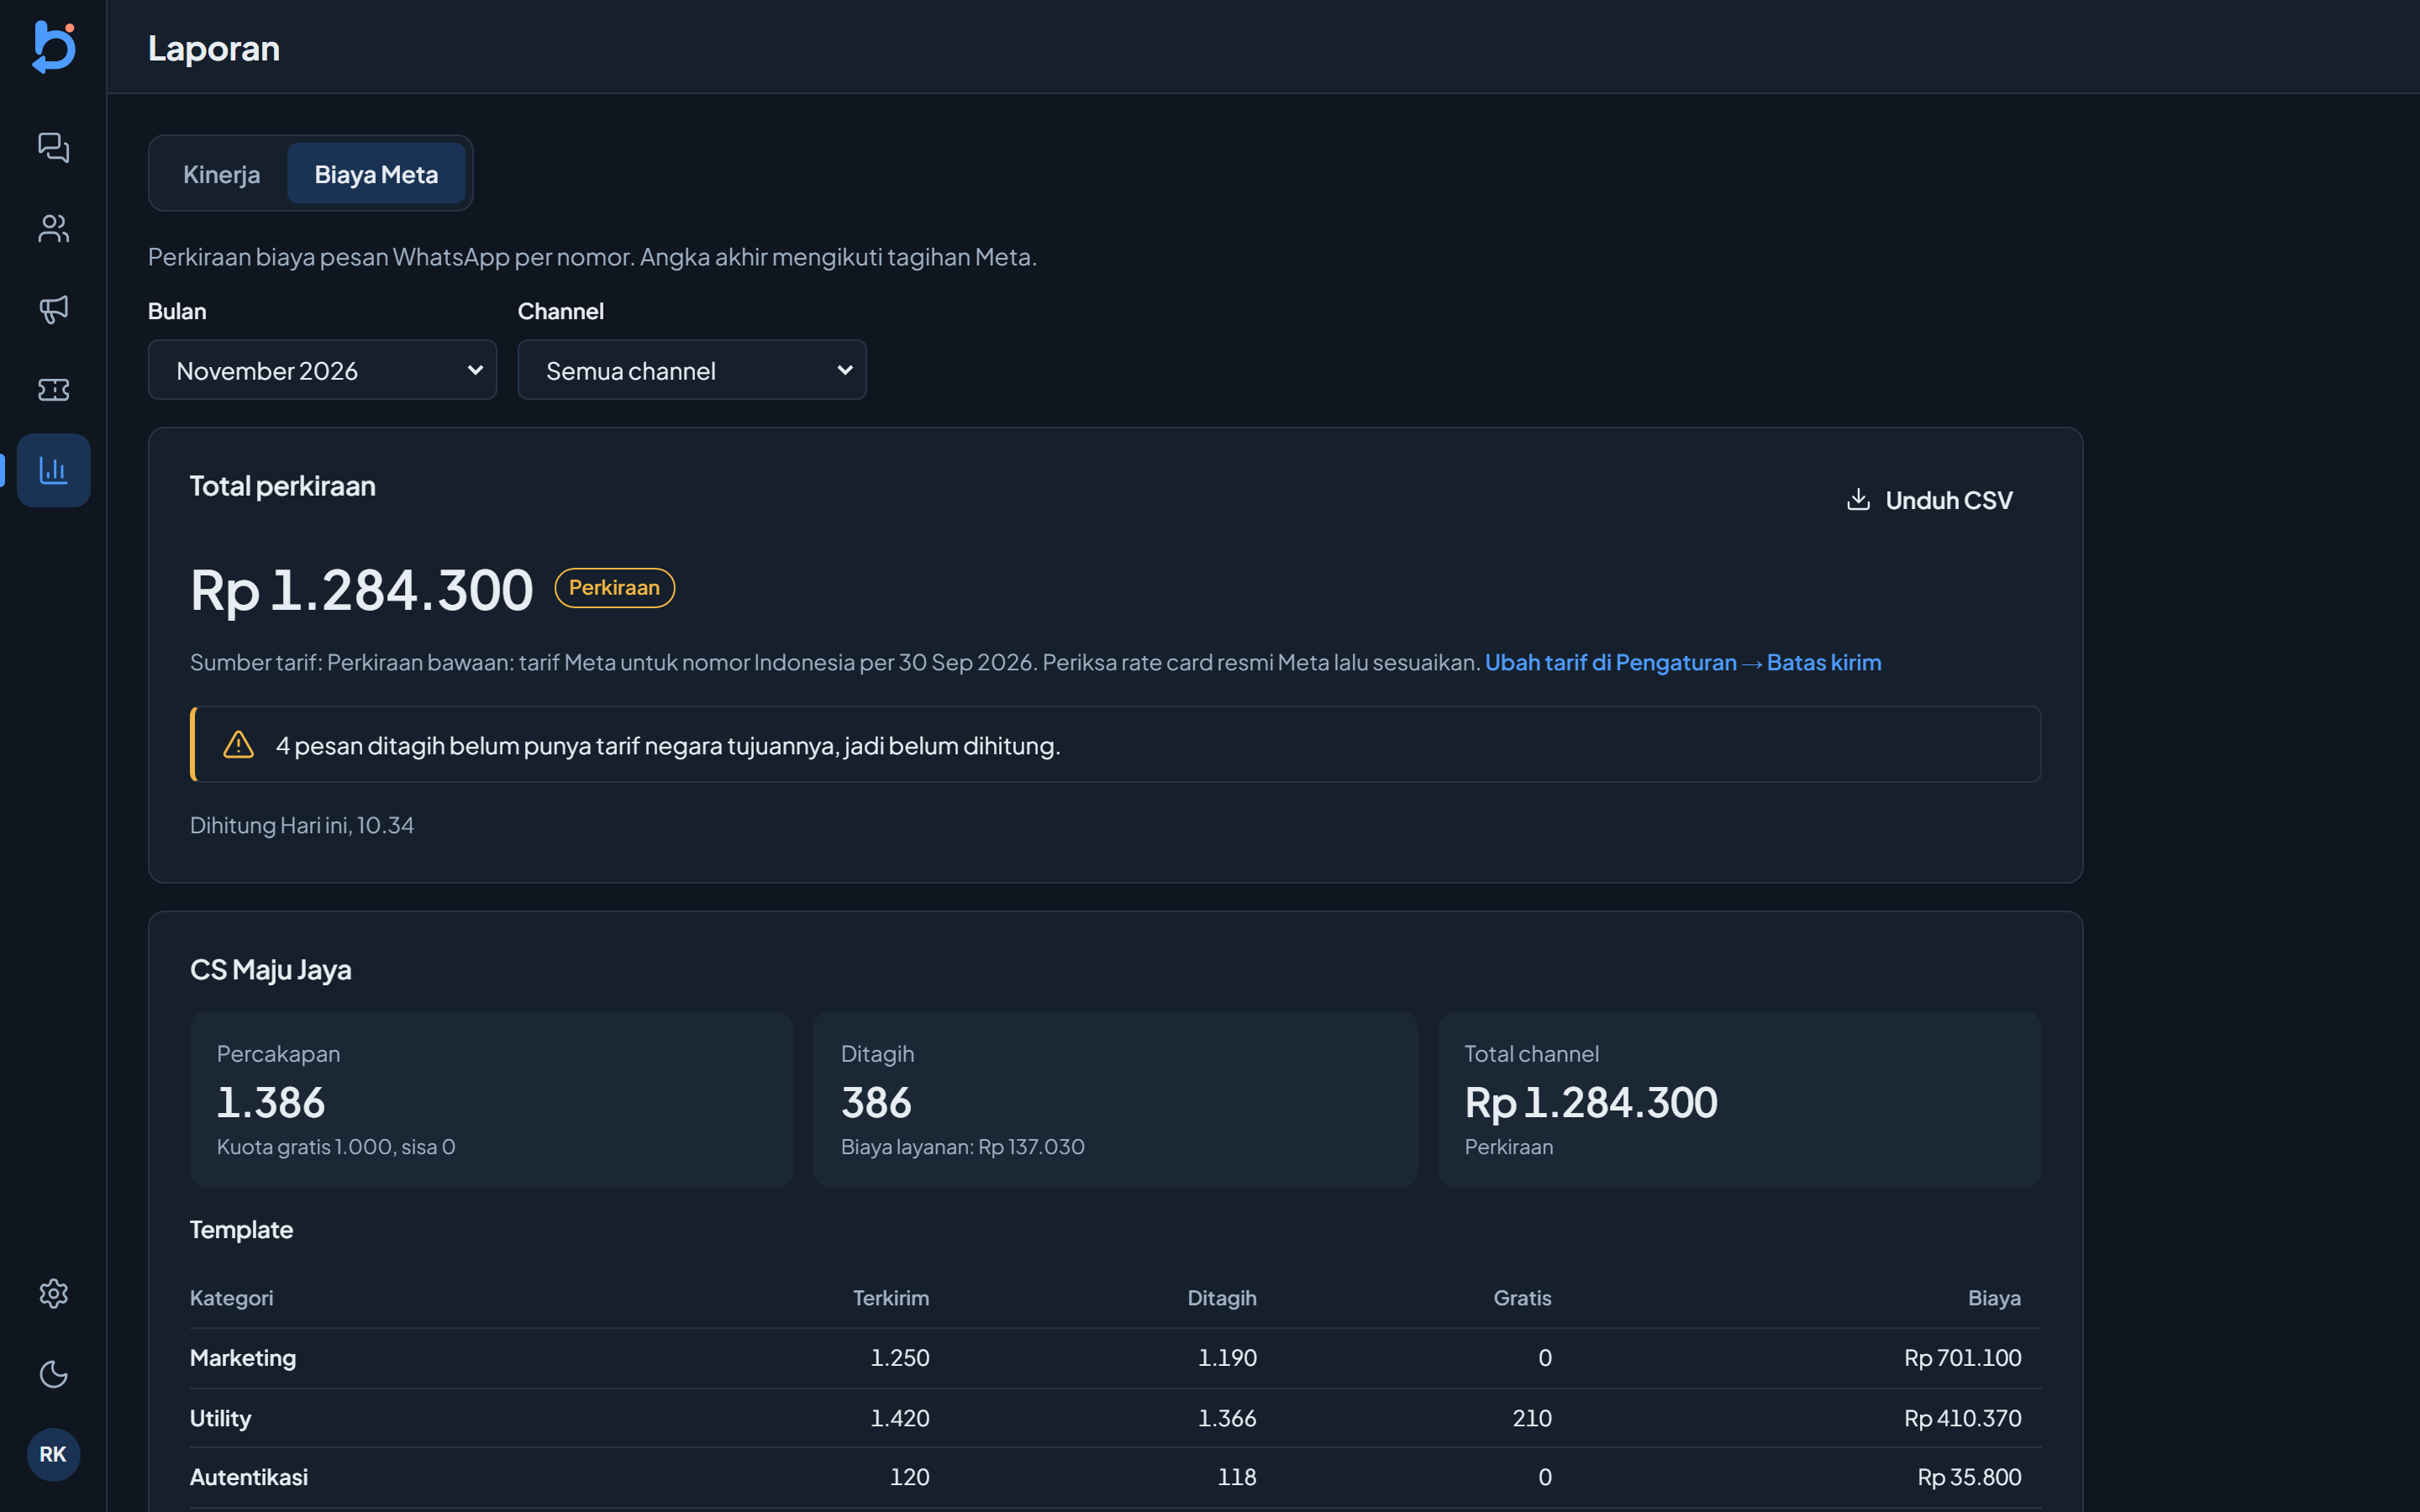 Laporan
Kinerja
Biaya Meta
Perkiraan biaya pesan WhatsApp per nomor. Angka akhir mengikuti tagihan Meta.
Bulan
Channel
November 2026
Semua channel
Total perkiraan
Unduh CSV
Rp 1.284.300
Perkiraan
Sumber tarif: Perkiraan bawaan: tarif Meta untuk nomor Indonesia per 30 Sep 2026. Periksa rate card resmi Meta lalu sesuaikan. Ubah tarif di Pengaturan → Batas kirim
4 pesan ditagih belum punya tarif negara tujuannya, jadi belum dihitung.
Dihitung Hari ini, 10.34
CS Maju Jaya
Percakapan
1.386
Kuota gratis 1.000, sisa 0
Ditagih
386
Biaya layanan: Rp 137.030
Total channel
Rp 1.284.300
Perkiraan
Template
Kategori Terkirim Ditagih Gratis Biaya
Marketing 1.250 1.190 0 Rp 701.100
Utility 1.420 1.366 210 Rp 410.370
Autentikasi 120 118 0 Rp 35.800
RK